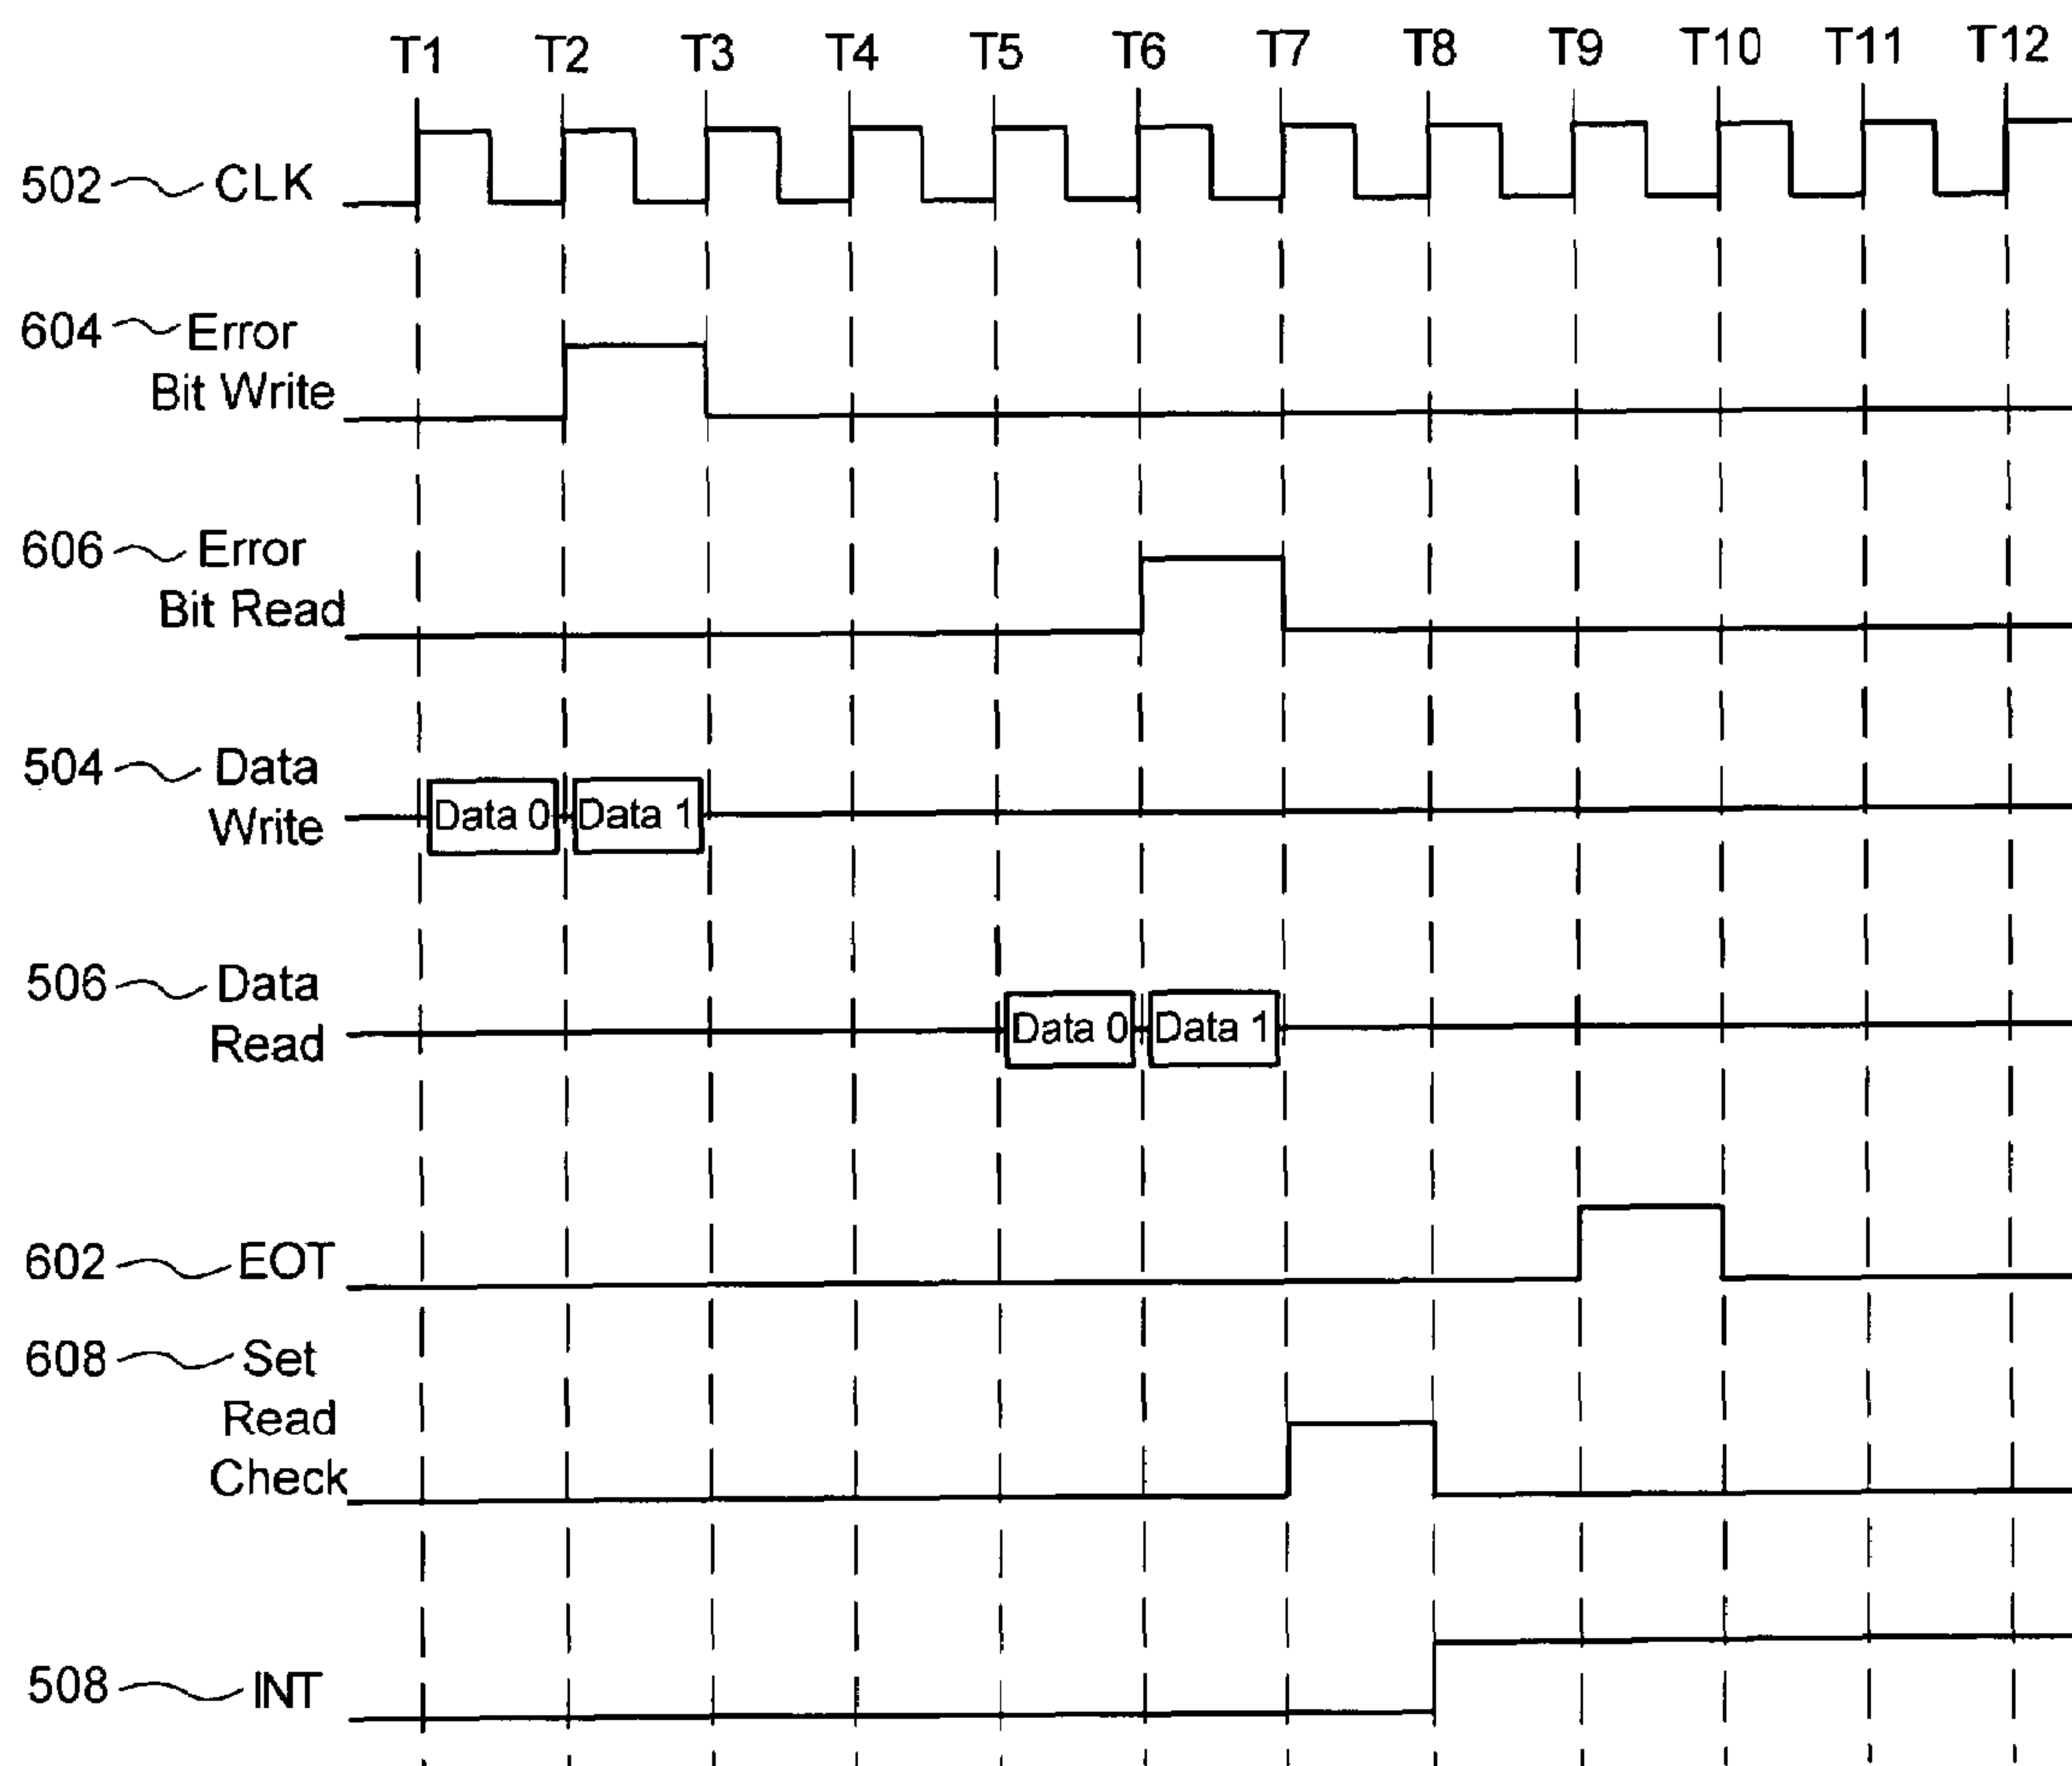 T1 T2 T3 T4 T5 T6 T7 T8 T9 T10 T11 T12
502 CLK
604 Error
Bit Write
606 Error
Bit Read
504 Data
Write
Data 0 Data 1
506 Data
Read
Data 0 Data 1
602 EOT
608 Set
Read
Check
508 INT